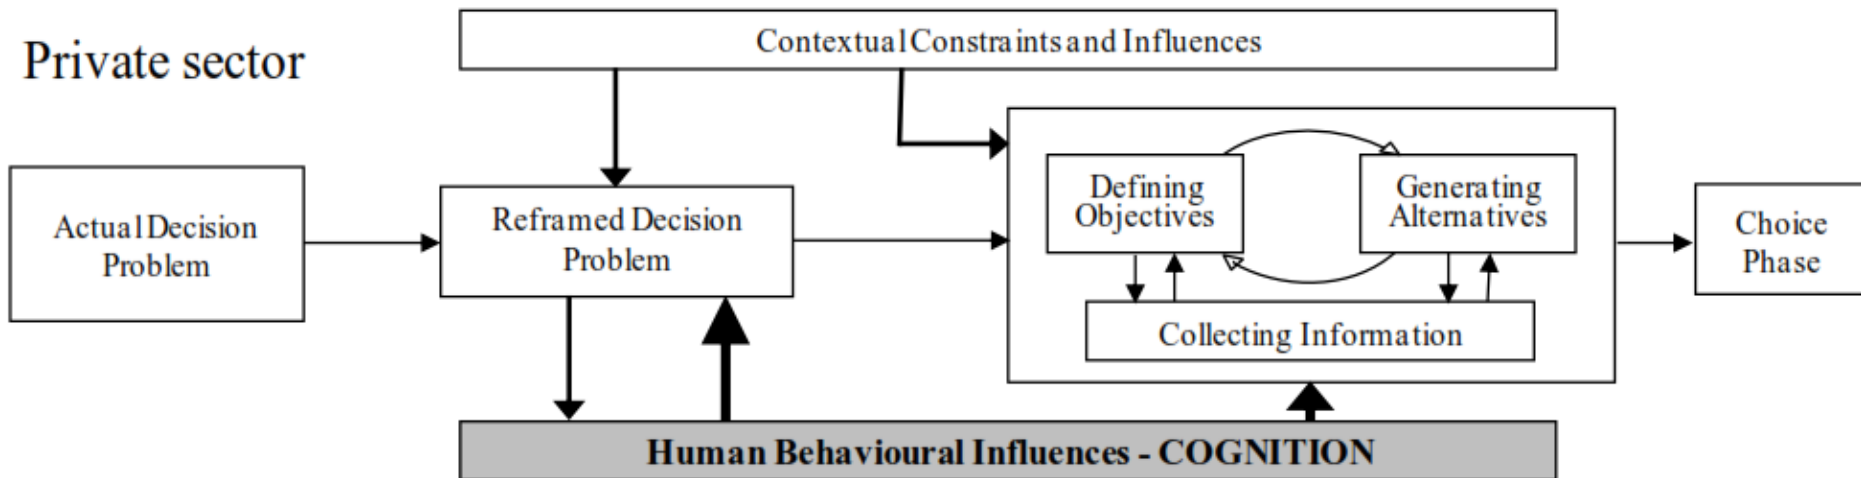 Private sector
Contextual Constraints and Influences
Actual Decision
Problem
Reframed Decision
Problem
Defining
Objectives
Generating
Alternatives
Collecting Information
Choice
Phase
Human Behavioural Influences - COGNITION